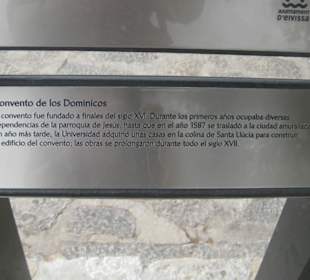 Ajuntament
D'EIVISSA
onvento de los Dominicos
convento fue fundado a finales del siglo XVI. Durante los primeros años ocupaba diversas
ependencias de la parroquia de Jesús, hasta que en el año 1587 se trasladó a la ciudad amurallada
n año más tarde, la Universidad adquirió unas casas en la colina de Santa Llúcia para construir
edificio del convento; las obras se prolongaron durante todo el siglo XVII.